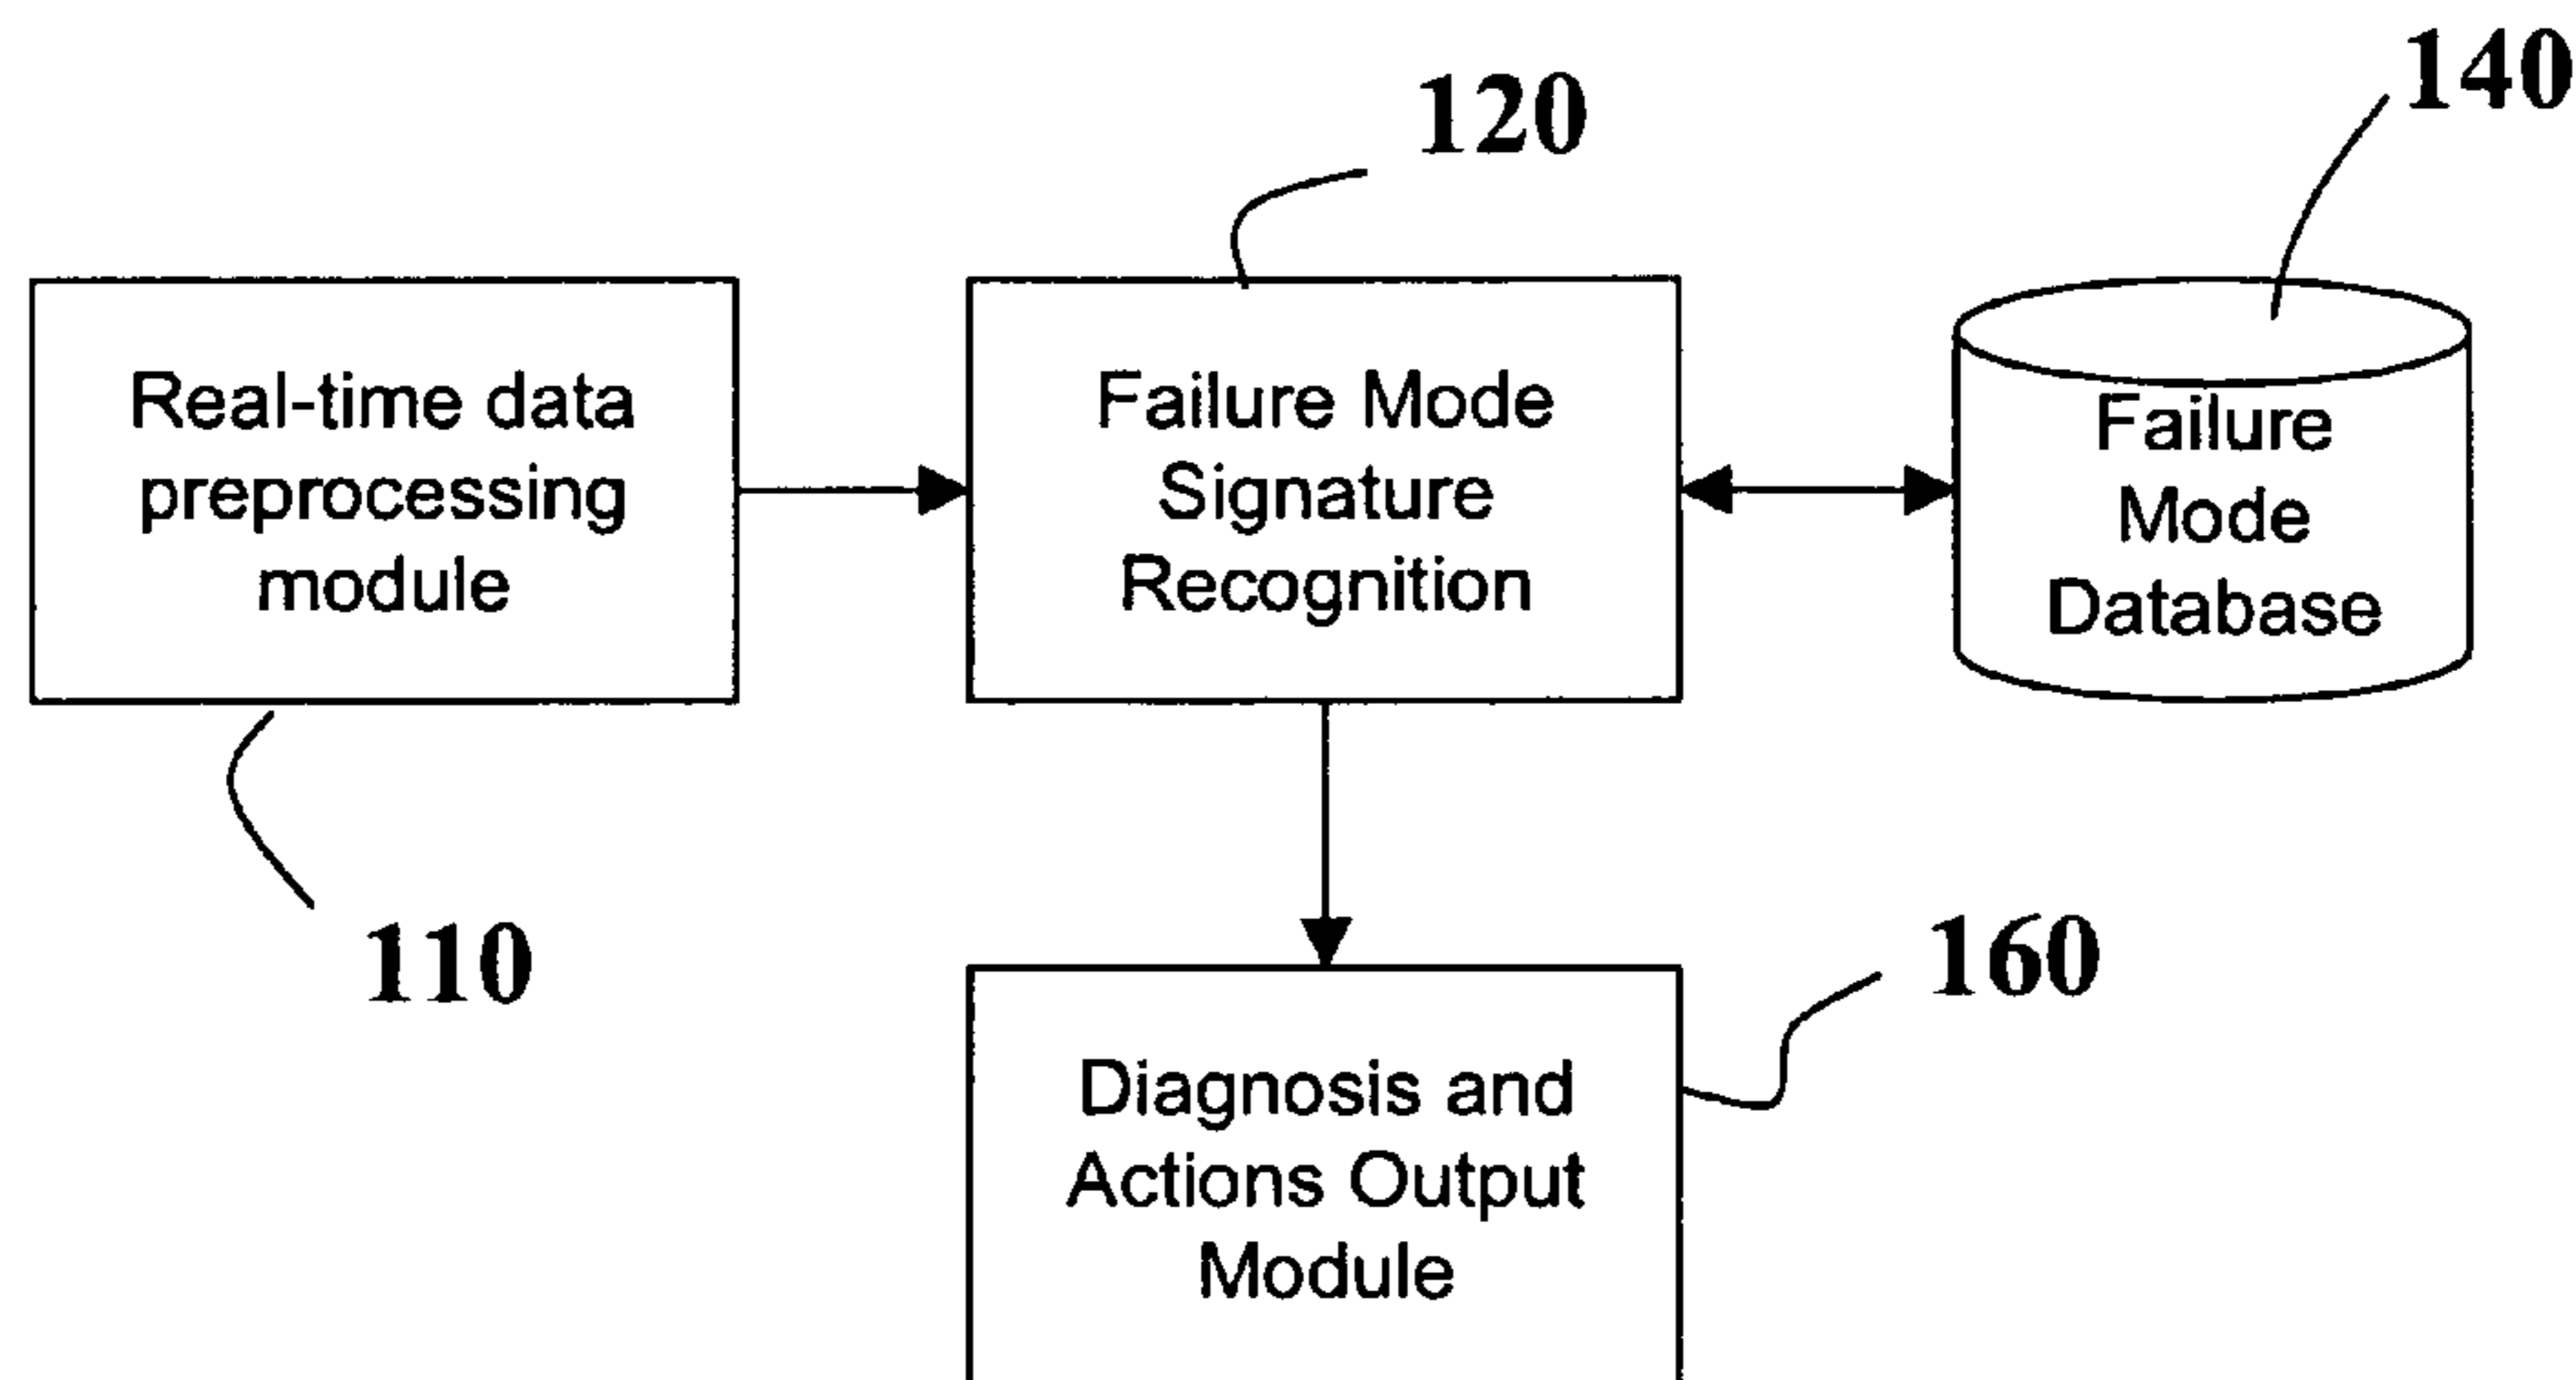 140
120
Real-time data
preprocessing
module
Failure Mode
Signature
Recognition
Failure
Mode
Database
110
160
Diagnosis and
Actions Output
Module